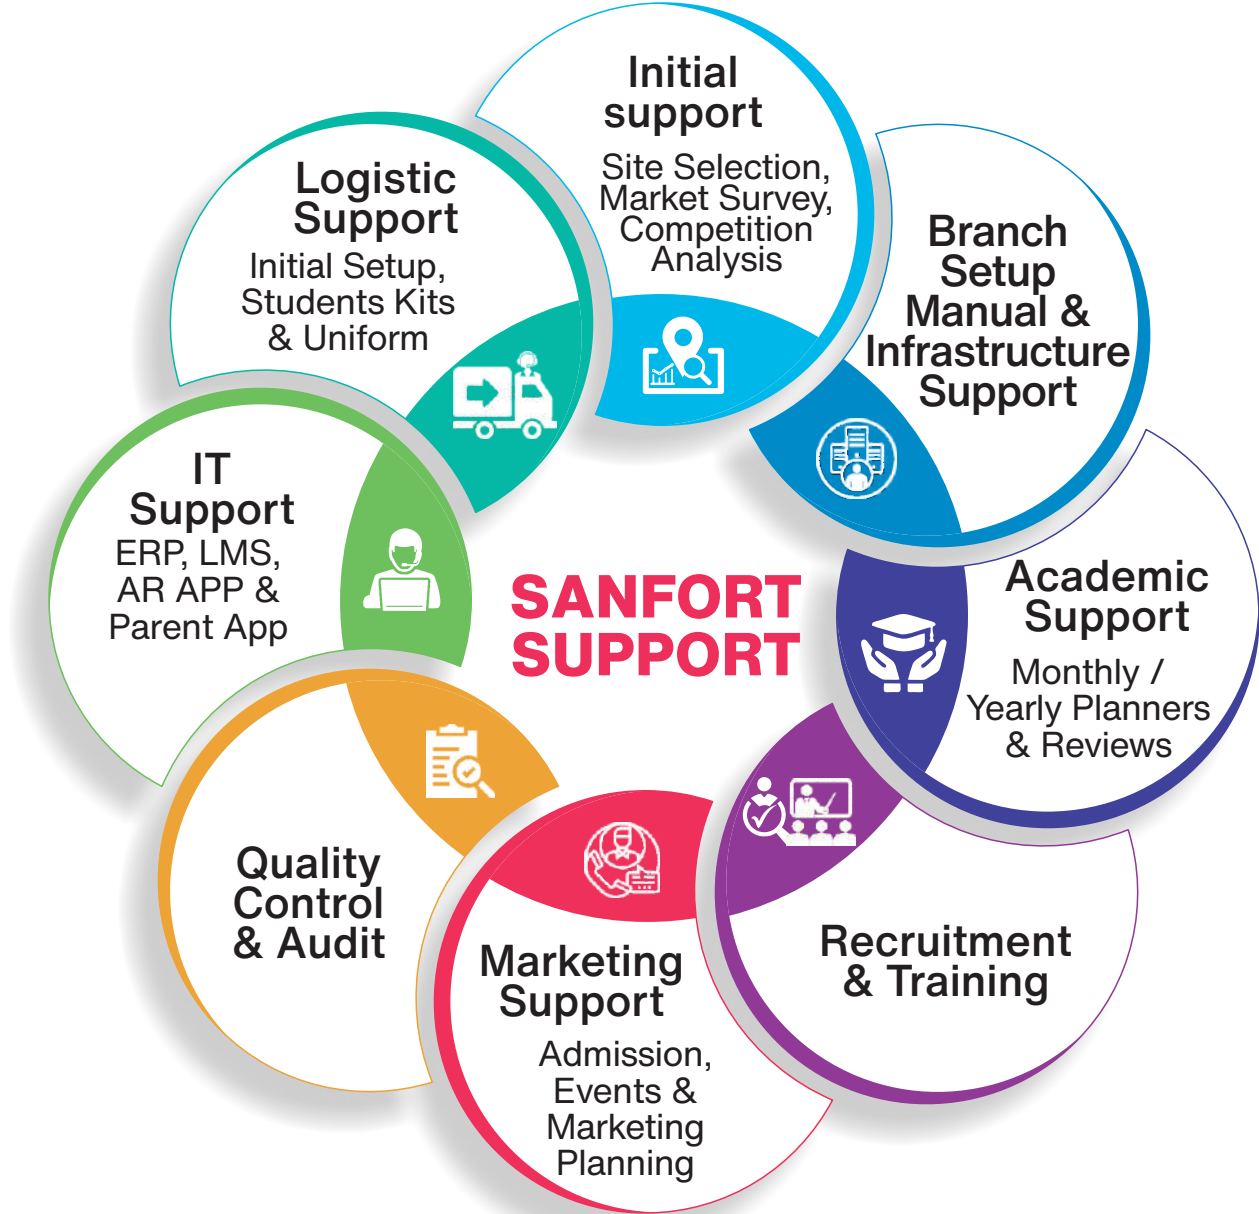 Initial
support
Site Selection,
Market Survey,
Competition
Analysis
Branch
Setup
Manual &
Infrastructure
Support
Academic
Support
Monthly /
Yearly Planners
& Reviews
Recruitment
& Training
Marketing
Support
Admission,
Events &
Marketing
Planning
Quality
Control
& Audit
IT
Support
ERP, LMS,
AR APP &
Parent App
Logistic
Support
Initial Setup,
Students Kits
& Uniform
SANFORT
SUPPORT